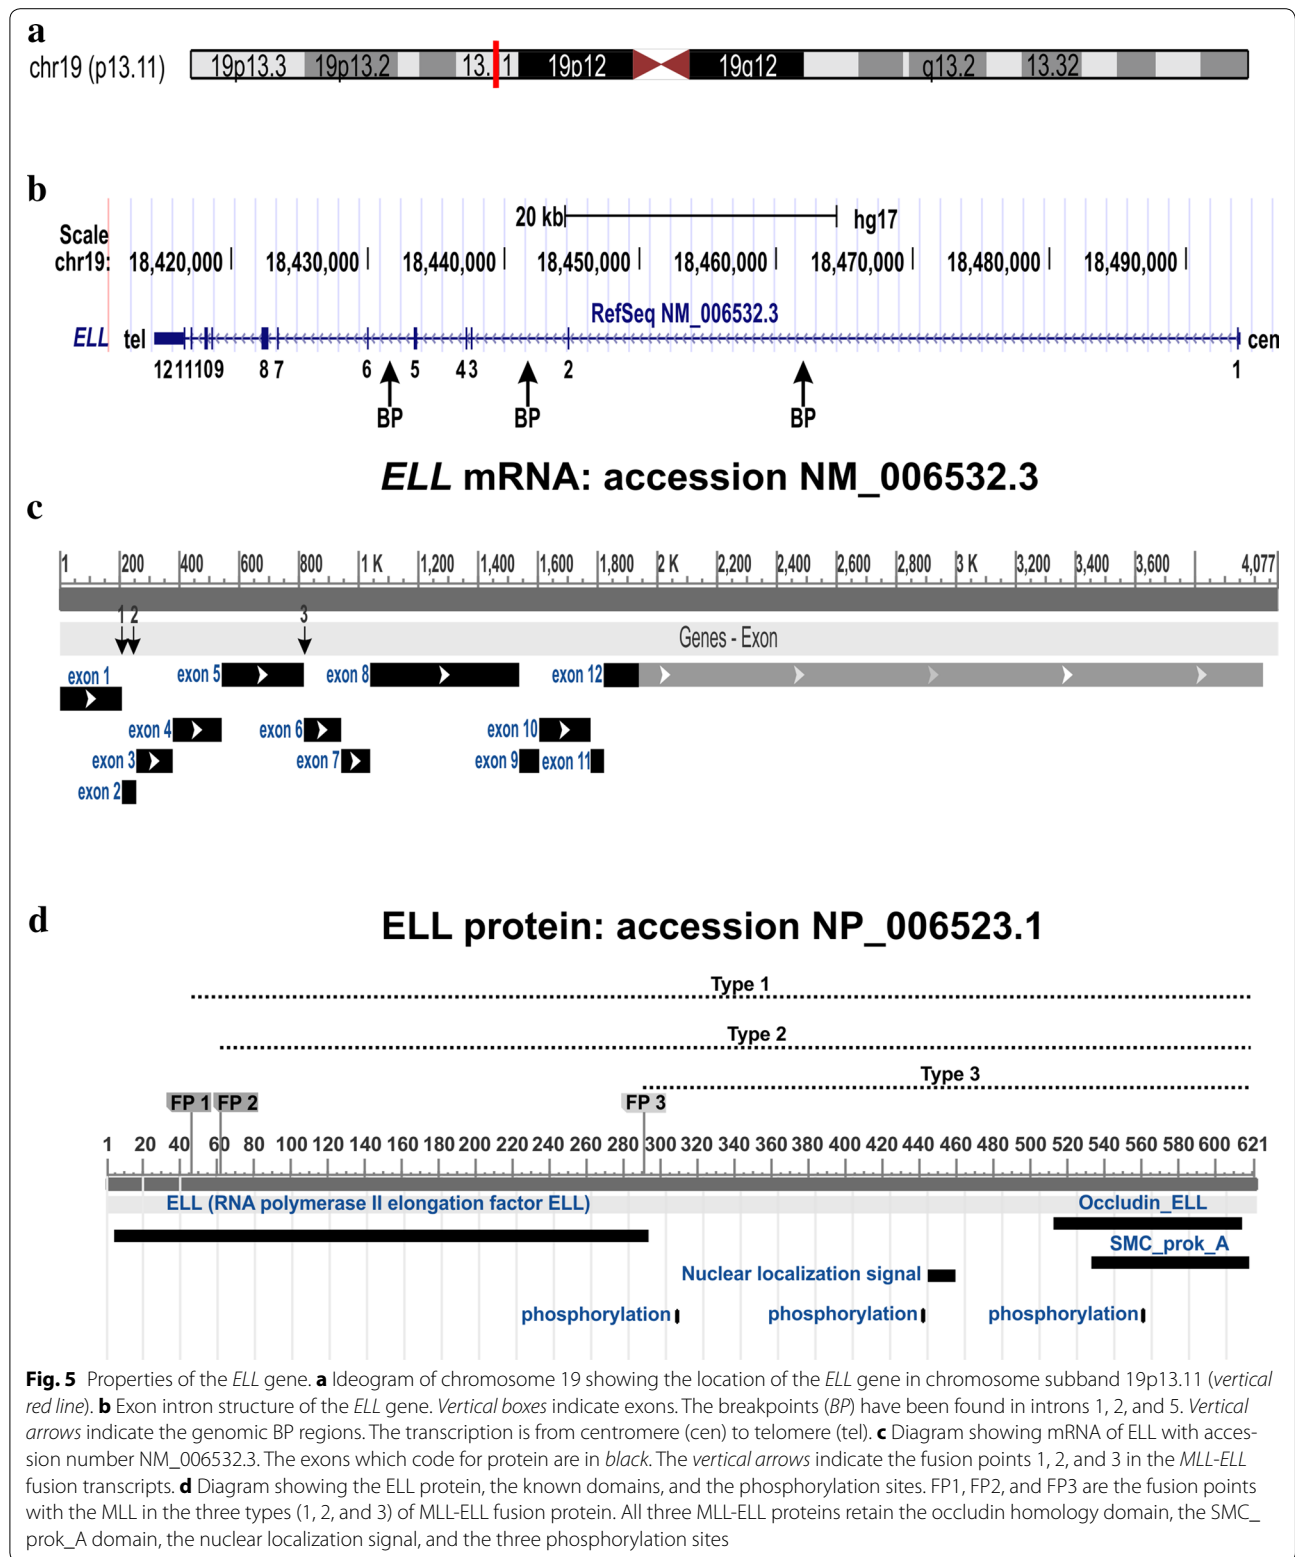 a
chr19 (p13.11) 19p13.3 19p13.2 19p12 19q12 q13.2 13.32
b
20 kb hg17
Scale
chr19: 18,420,000 18,430,000 18,440,000 18,450,000 18,460,000 18,470,000 18,480,000 18,490,000
RefSeq NM_006532.3
ELL tel cen
12 11 10 9 8 7 6 5 4 3 2 1
BP BP BP
ELL mRNA: accession NM_006532.3
c
1 200 400 600 800 1 K 1,200 1,400 1,600 1,800 2 K 2,200 2,400 2,600 2,800 3 K 3,200 3,400 3,600 4,077
1 2 3
Genes - Exon
exon 1 exon 5 exon 8 exon 12
exon 4 exon 6 exon 10
exon 3 exon 7 exon 9 exon 11
exon 2
d
ELL protein: accession NP_006523.1
Type 1
Type 2
Type 3
FP 1 FP 2 FP 3
1 20 40 60 80 100 120 140 160 180 200 220 240 260 280 300 320 340 360 380 400 420 440 460 480 500 520 540 560 580 600 621
ELL (RNA polymerase II elongation factor ELL) Occludin_ELL
SMC_prok_A
Nuclear localization signal
phosphorylation phosphorylation phosphorylation
Fig. 5 Properties of the ELL gene. a Ideogram of chromosome 19 showing the location of the ELL gene in chromosome subband 19p13.11 (vertical
red line). b Exon intron structure of the ELL gene. Vertical boxes indicate exons. The breakpoints (BP) have been found in introns 1, 2, and 5. Vertical
arrows indicate the genomic BP regions. The transcription is from centromere (cen) to telomere (tel). c Diagram showing mRNA of ELL with acces-
sion number NM_006532.3. The exons which code for protein are in black. The vertical arrows indicate the fusion points 1, 2, and 3 in the MLL-ELL
fusion transcripts. d Diagram showing the ELL protein, the known domains, and the phosphorylation sites. FP1, FP2, and FP3 are the fusion points
with the MLL in the three types (1, 2, and 3) of MLL-ELL fusion protein. All three MLL-ELL proteins retain the occludin homology domain, the SMC_
prok_A domain, the nuclear localization signal, and the three phosphorylation sites